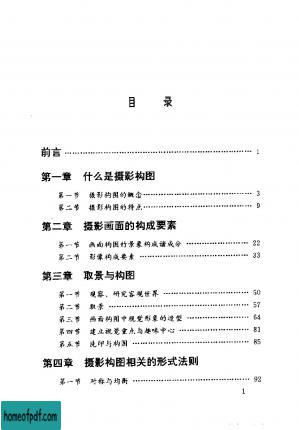 目 录
前言 …… 1
第一章 什么是摄影构图
第一节 摄影构图的概念 …… 3
第二节 摄影构图的特点 …… 9
第二章 摄影画面的构成要素
第一节 画面构图的景象构成诸成分 …… 22
第二节 影像构成要素 …… 33
第三章 取景与构图
第一节 观察、研究客观世界 …… 50
第二节 取景 …… 57
第三节 画面构图中视觉形象的造型 …… 64
第四节 建立视觉重点与趣味中心 …… 81
第五节 洗印与构图 …… 85
第四章 摄影构图相关的形式法则
第一节 对称与均衡 …… 92
1
homeofpdf.com